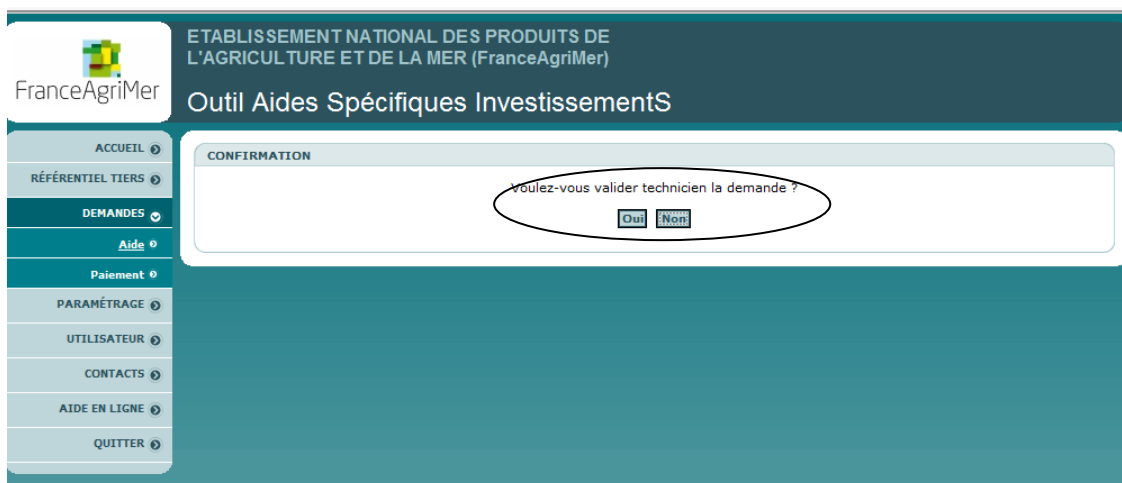 FranceAgriMer
ETABLISSEMENT NATIONAL DES PRODUITS DE
L'AGRICULTURE ET DE LA MER (FranceAgriMer)
Outil Aides Spécifiques InvestissementS
ACCUEIL
RÉFÉRENTIEL TIERS
DEMANDES
Aide
Paiement
PARAMÉTRAGE
UTILISATEUR
CONTACTS
AIDE EN LIGNE
QUITTER
CONFIRMATION
Voulez-vous valider technicien la demande ?
Oui Non